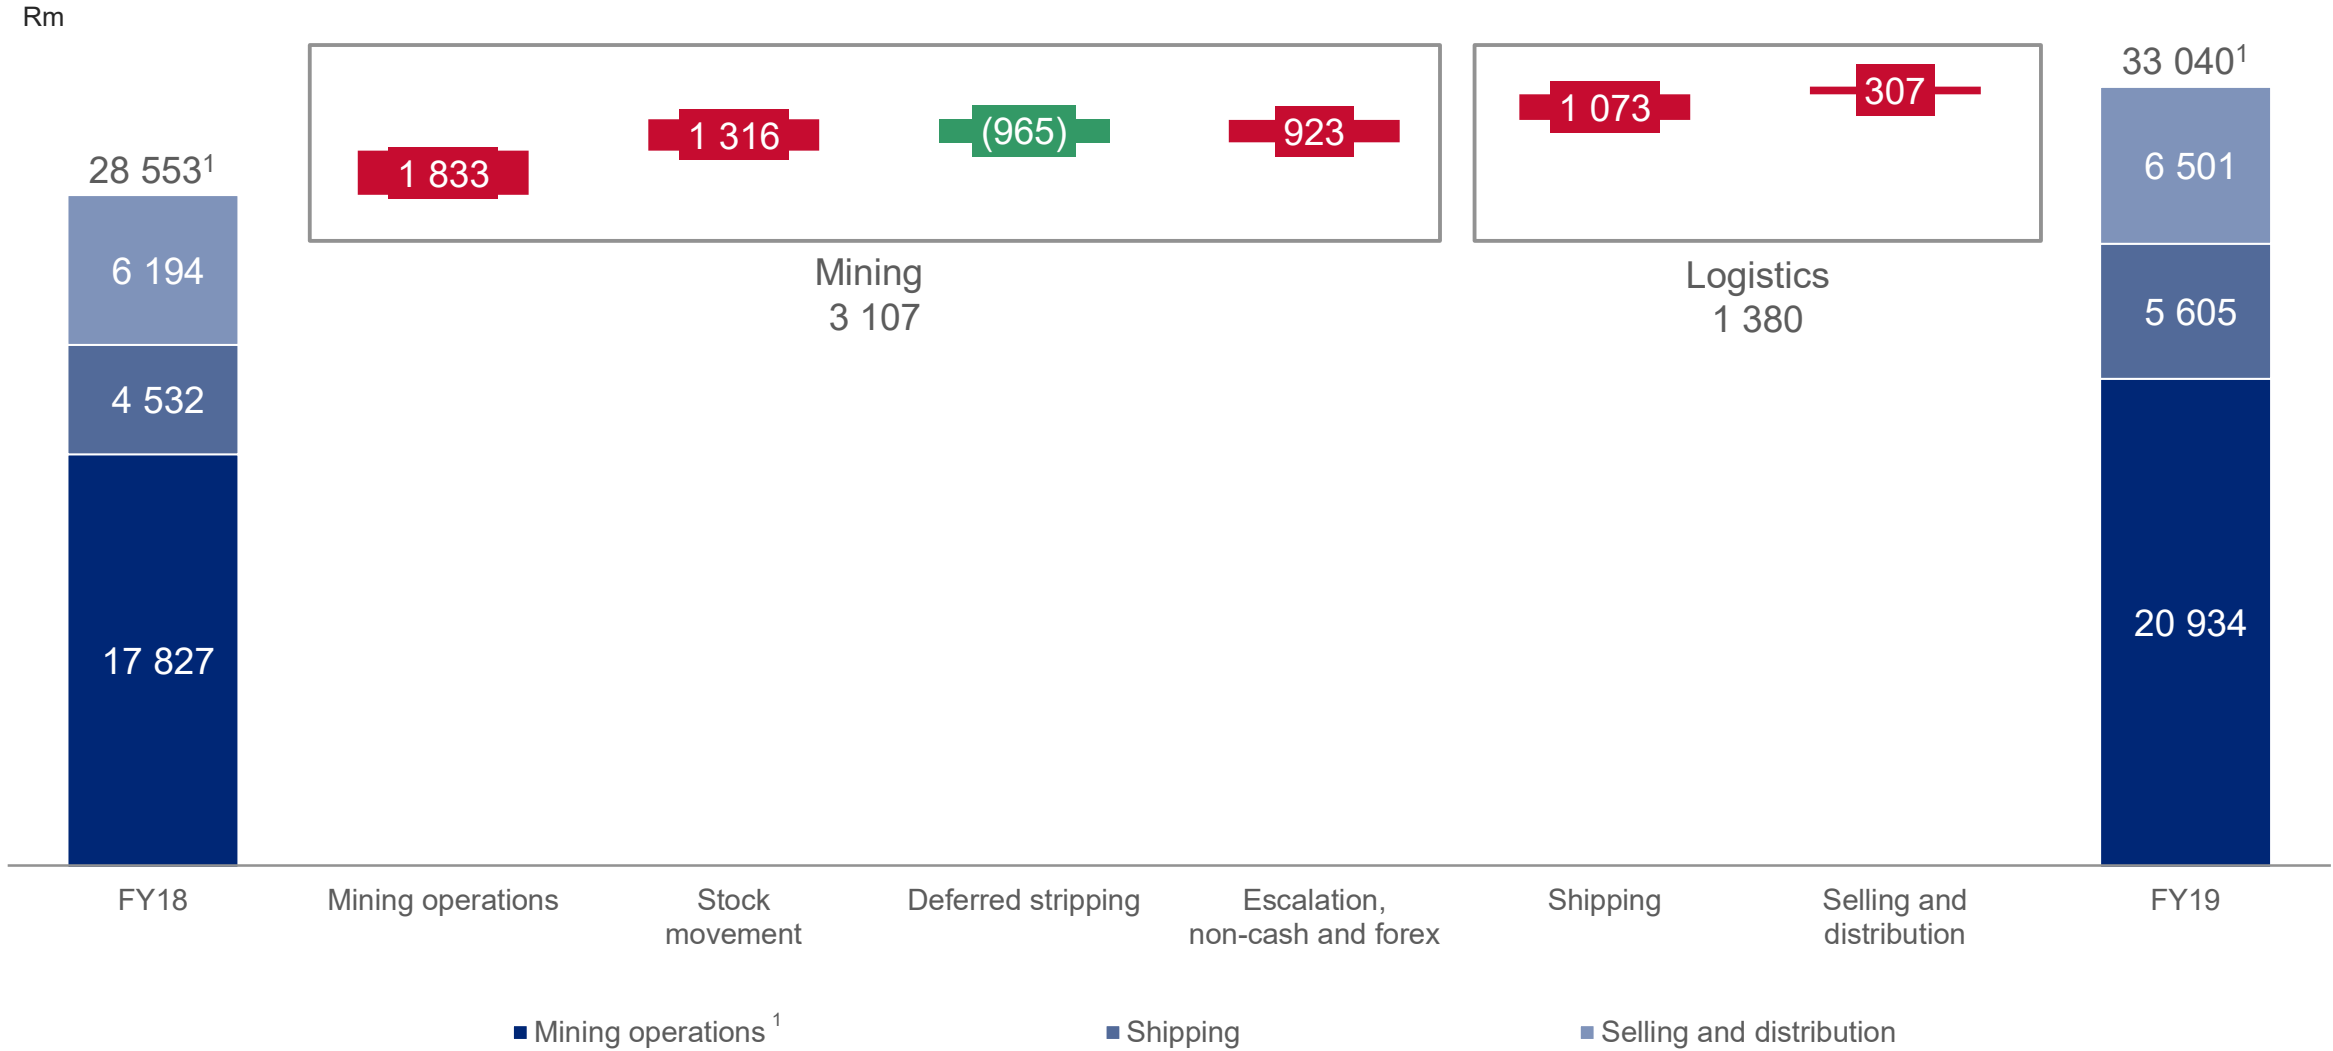 Rm
28 553¹
6 194
4 532
17 827
1 833
1 316
(965)
923
Mining
3 107
1 073
307
Logistics
1 380
33 040¹
6 501
5 605
20 934
FY18
Mining operations
Stock
movement
Deferred stripping
Escalation,
non-cash and forex
Shipping
Selling and
distribution
FY19
Mining operations ¹
Shipping
Selling and distribution